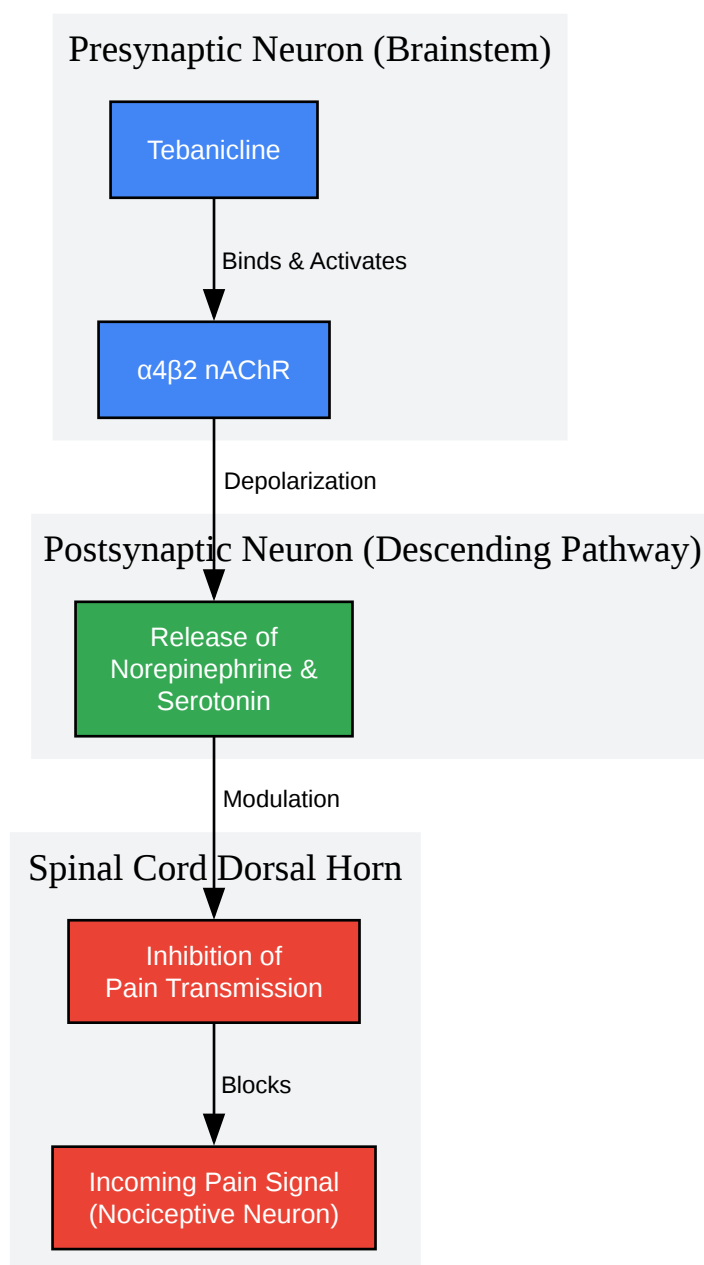 Presynaptic Neuron (Brainstem)
Tebanicline
Binds & Activates
α4β2 nAChR
Depolarization
Postsynaptic Neuron (Descending Pathway)
Release of
Norepinephrine &
Serotonin
Modulation
Spinal Cord Dorsal Horn
Inhibition of
Pain Transmission
Blocks
Incoming Pain Signal
(Nociceptive Neuron)